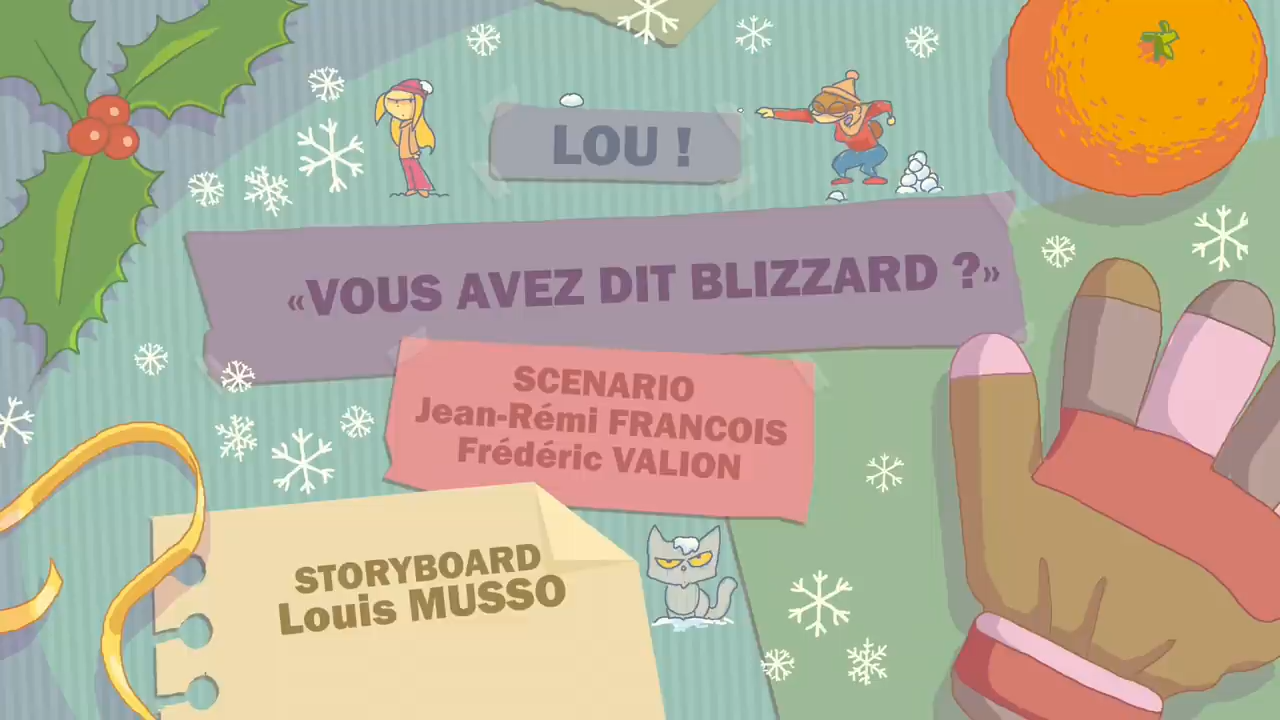 LOU !
«VOUS AVEZ DIT BLIZZARD ?»
SCENARIO
Jean-Rémi FRANCOIS
Frédéric VALION
STORYBOARD
Louis MUSSO